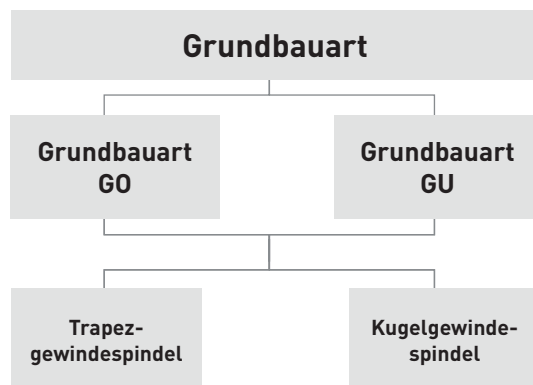 Grundbauart
Grundbauart
GO
Grundbauart
GU
Trapez-
gewindespindel
Kugelgewinde-
spindel